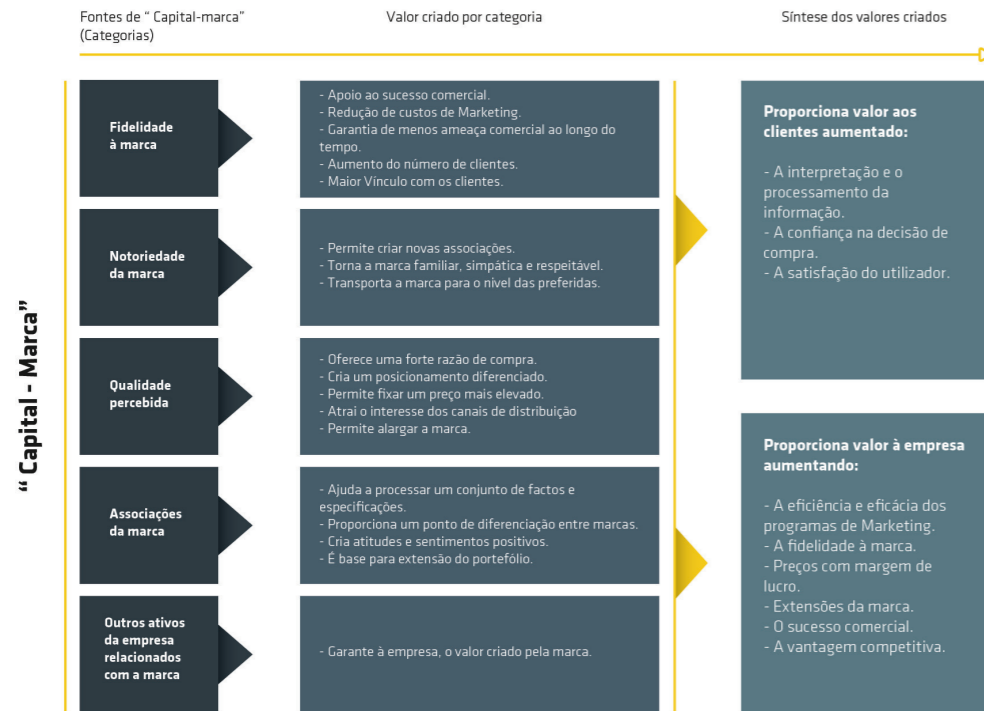 Fontes de “ Capital-marca”
(Categorias)
Valor criado por categoria
Síntese dos valores criados
“ Capital - Marca”
Fidelidade
à marca
- Apoio ao sucesso comercial.
- Redução de custos de Marketing.
- Garantia de menos ameaça comercial ao longo do
tempo.
- Aumento do número de clientes.
- Maior Vínculo com os clientes.
Notoriedade
da marca
- Permite criar novas associações.
- Torna a marca familiar, simpática e respeitável.
- Transporta a marca para o nível das preferidas.
Qualidade
percebida
- Oferece uma forte razão de compra.
- Cria um posicionamento diferenciado.
- Permite fixar um preço mais elevado.
- Atrai o interesse dos canais de distribuição
- Permite alargar a marca.
Associações
da marca
- Ajuda a processar um conjunto de factos e
especificações.
- Proporciona um ponto de diferenciação entre marcas.
- Cria atitudes e sentimentos positivos.
- É base para extensão do portefólio.
Outros ativos
da empresa
relacionados
com a marca
- Garante à empresa, o valor criado pela marca.
Proporciona valor aos
clientes aumentado:
- A interpretação e o
processamento da
informação.
- A confiança na decisão de
compra.
- A satisfação do utilizador.
Proporciona valor à empresa
aumentando:
- A eficiência e eficácia dos
programas de Marketing.
- A fidelidade à marca.
- Preços com margem de
lucro.
- Extensões da marca.
- O sucesso comercial.
- A vantagem competitiva.